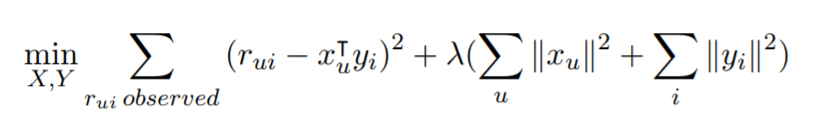 min_{X,Y} ∑_{r_{ui} observed} (r_{ui} − x_u^⊺ y_i)² + λ(∑_u ‖x_u‖² + ∑_i ‖y_i‖²)